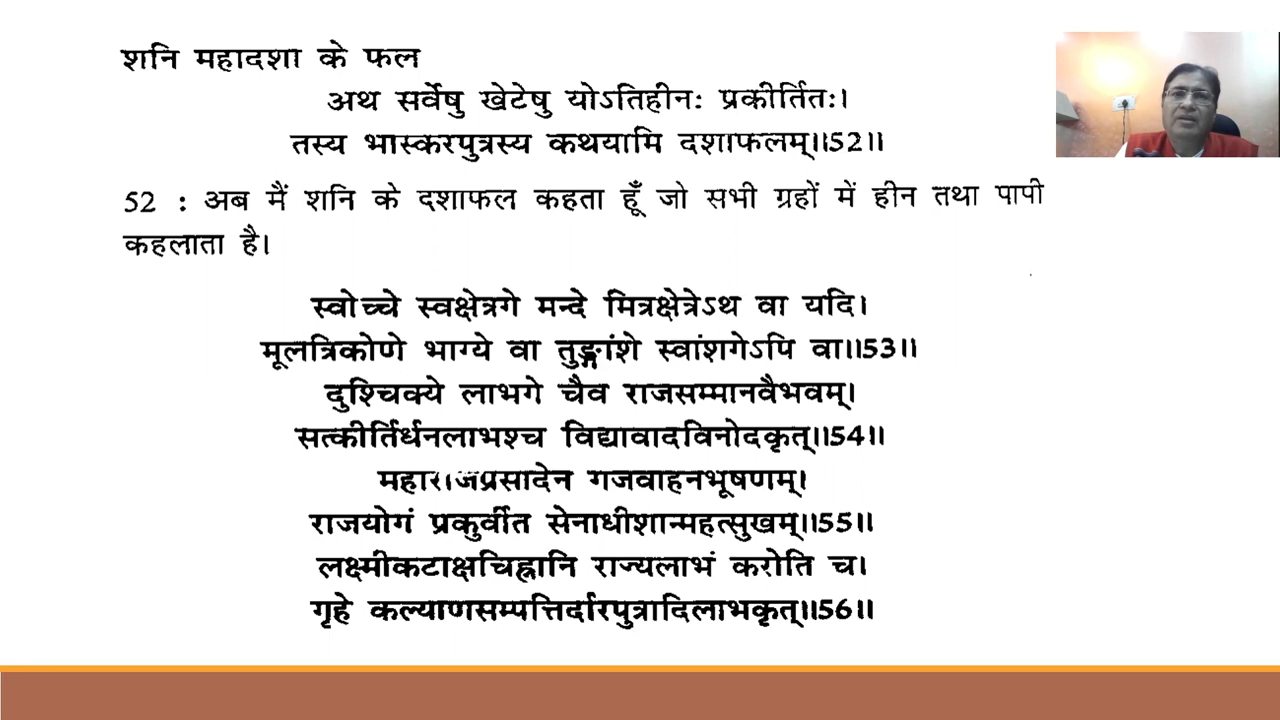 शनि महादशा के फल
अथ सर्वेषु खेटेषु योऽतिहीनः प्रकीर्तितः।
तस्य भास्करपुत्रस्य कथयामि दशाफलम्॥52॥
52 : अब मैं शनि के दशाफल कहता हूँ जो सभी ग्रहों में हीन तथा पापी
कहलाता है।
स्वोच्चे स्वक्षेत्रगे मन्दे मित्रक्षेत्रेऽथ वा यदि।
मूलत्रिकोणे भाग्ये वा तुङ्गांशे स्वांशगेऽपि वा॥53॥
दुश्चिक्ये लाभगे चैव राजसम्मानवैभवम्।
सत्कीर्तिर्धनलाभश्च विद्यावादविनोदकृत्॥54॥
महाराजप्रसादेन गजवाहनभूषणम्।
राजयोगं प्रकुर्वीत सेनाधीशान्महत्सुखम्॥55॥
लक्ष्मीकटाक्षचिह्नानि राज्यलाभं करोति च।
गृहे कल्याणसम्पत्तिर्दारपुत्रादिलाभकृत्॥56॥